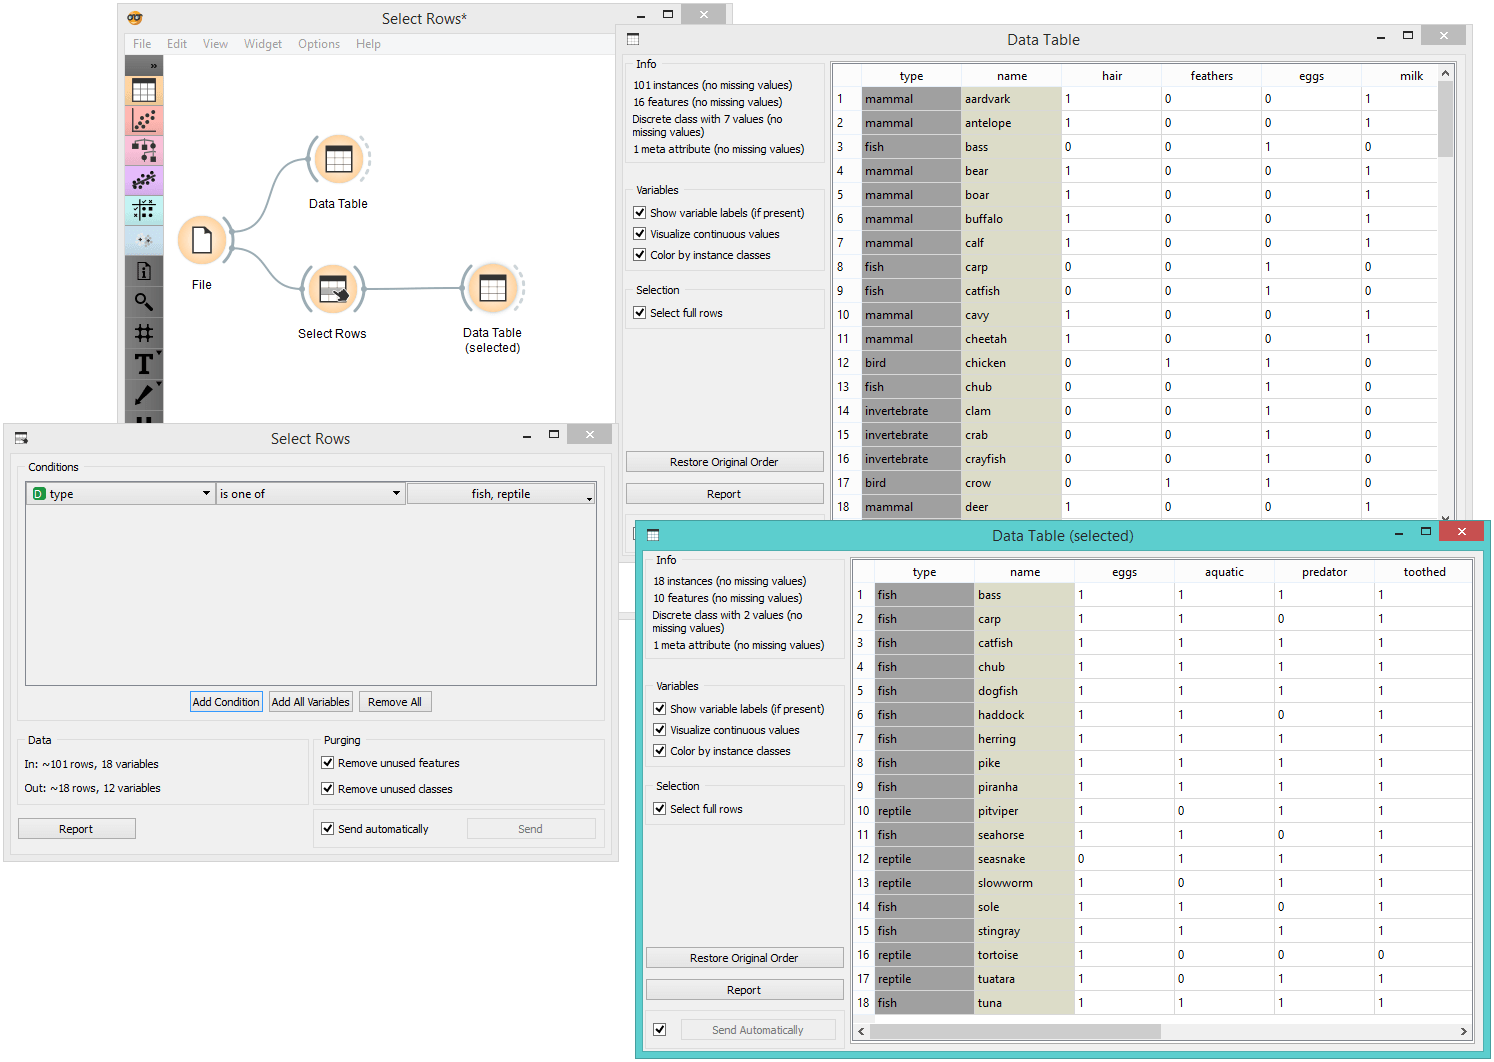 Select Rows*
File Edit View Widget Options Help
»
Data Table
File
Select Rows
Data Table
(selected)
Data Table
Info
101 instances (no missing values)
16 features (no missing values)
Discrete class with 7 values (no
missing values)
1 meta attribute (no missing values)
Variables
Show variable labels (if present)
Visualize continuous values
Color by instance classes
Selection
Select full rows
Restore Original Order
Report
type name hair feathers eggs milk
1 mammal aardvark 1 0 0 1
2 mammal antelope 1 0 0 1
3 fish bass 0 0 1 0
4 mammal bear 1 0 0 1
5 mammal boar 1 0 0 1
6 mammal buffalo 1 0 0 1
7 mammal calf 1 0 0 1
8 fish carp 0 0 1 0
9 fish catfish 0 0 1 0
10 mammal cavy 1 0 0 1
11 mammal cheetah 1 0 0 1
12 bird chicken 0 1 1 0
13 fish chub 0 0 1 0
14 invertebrate clam 0 0 1 0
15 invertebrate crab 0 0 1 0
16 invertebrate crayfish 0 0 1 0
17 bird crow 0 1 1 0
18 mammal deer 1 0 0 1
Select Rows
Conditions
D type is one of fish, reptile
Add Condition Add All Variables Remove All
Data
In: ~101 rows, 18 variables
Out: ~18 rows, 12 variables
Report
Purging
Remove unused features
Remove unused classes
Send automatically Send
Data Table (selected)
Info
18 instances (no missing values)
10 features (no missing values)
Discrete class with 2 values (no
missing values)
1 meta attribute (no missing values)
Variables
Show variable labels (if present)
Visualize continuous values
Color by instance classes
Selection
Select full rows
Restore Original Order
Report
Send Automatically
type name eggs aquatic predator toothed
1 fish bass 1 1 1 1
2 fish carp 1 1 0 1
3 fish catfish 1 1 1 1
4 fish chub 1 1 1 1
5 fish dogfish 1 1 1 1
6 fish haddock 1 1 0 1
7 fish herring 1 1 1 1
8 fish pike 1 1 1 1
9 fish piranha 1 1 1 1
10 reptile pitviper 1 0 1 1
11 fish seahorse 1 1 0 1
12 reptile seasnake 0 1 1 1
13 reptile slowworm 1 0 1 1
14 fish sole 1 1 0 1
15 fish stingray 1 1 1 1
16 reptile tortoise 1 0 0 0
17 reptile tuatara 1 0 1 1
18 fish tuna 1 1 1 1